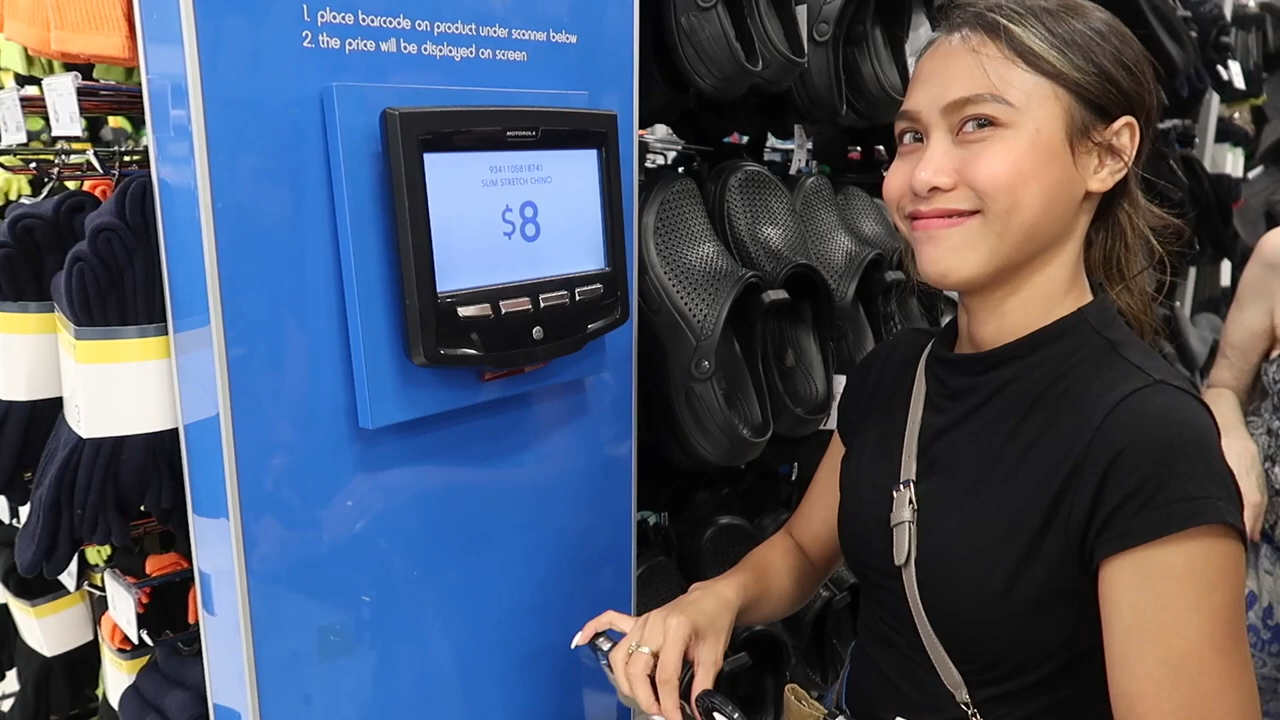 1. place barcode on product under scanner below
2. the price will be displayed on screen
MOTOROLA
9341105818741
SLIM STRETCH CHINO
$8
3